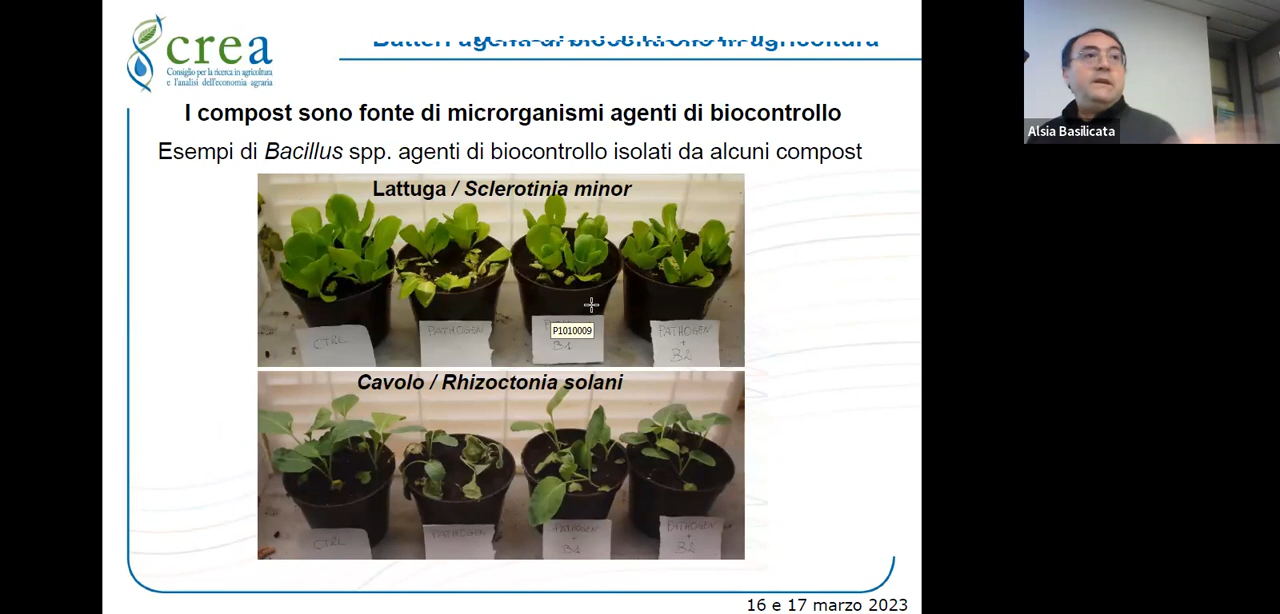 crea
Consiglio per la ricerca in agricoltura
e l'analisi dell'economia agraria
agricoltura
I compost sono fonte di microrganismi agenti di biocontrollo
Esempi di Bacillus spp. agenti di biocontrollo isolati da alcuni compost
Lattuga / Sclerotinia minor
CTRL
PATHOGEN
P1010009
B1
PATHOGEN
+
B2
Cavolo / Rhizoctonia solani
CTRL
PATHOGEN
PATHOGEN
+
B1
PATHOGEN
+
B2
16 e 17 marzo 2023
Alsia Basilicata